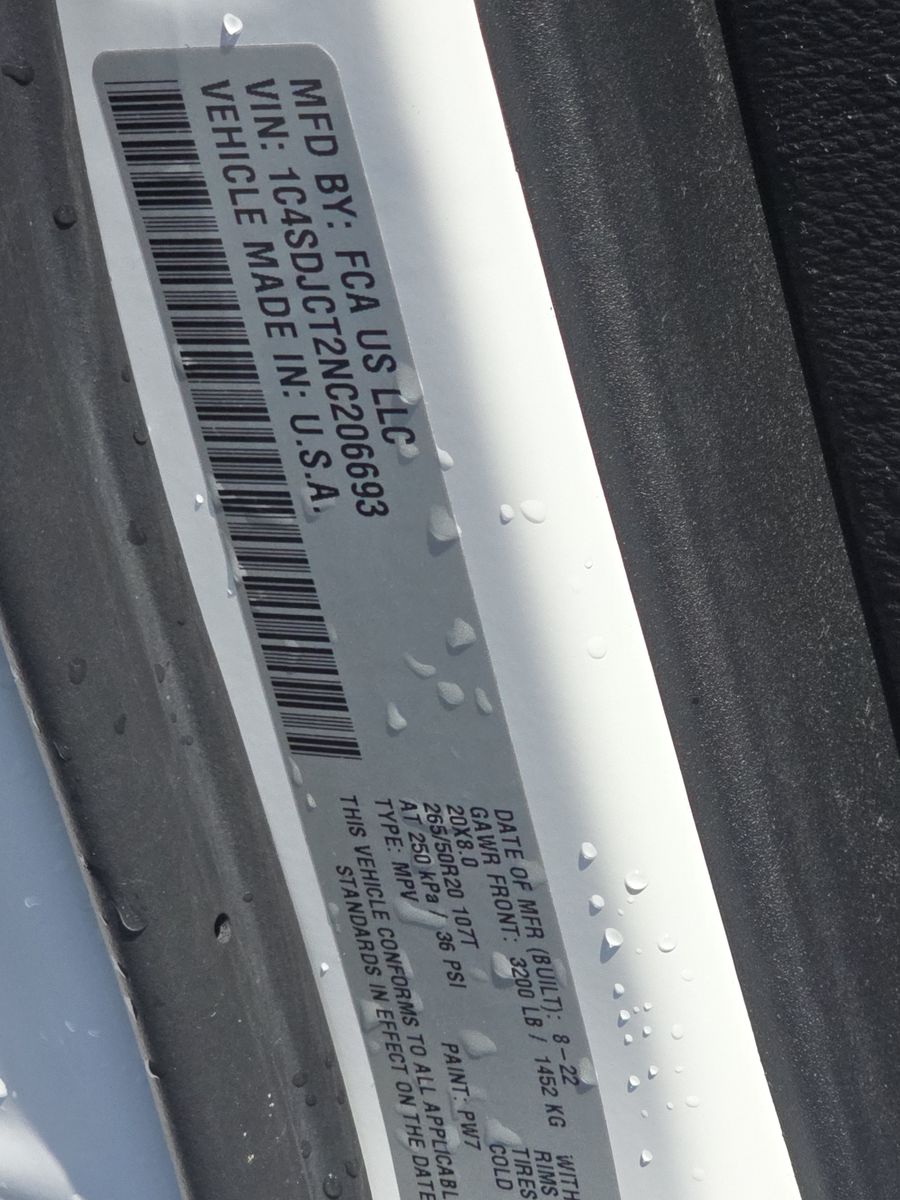 MFD BY: FCA US LLC
VIN: 1C4SDJCT2NC206693
VEHICLE MADE IN: U.S.A.
DATE OF MFR (BUILT): 8-22
GAWR FRONT: 3200 LB / 1452 KG WITH
20X8.0 RIMS
265/50R20 107T TIRES
AT 250 kPa / 36 PSI COLD
TYPE: MPV PAINT: PW7
THIS VEHICLE CONFORMS TO ALL APPLICABL
STANDARDS IN EFFECT ON THE DATE